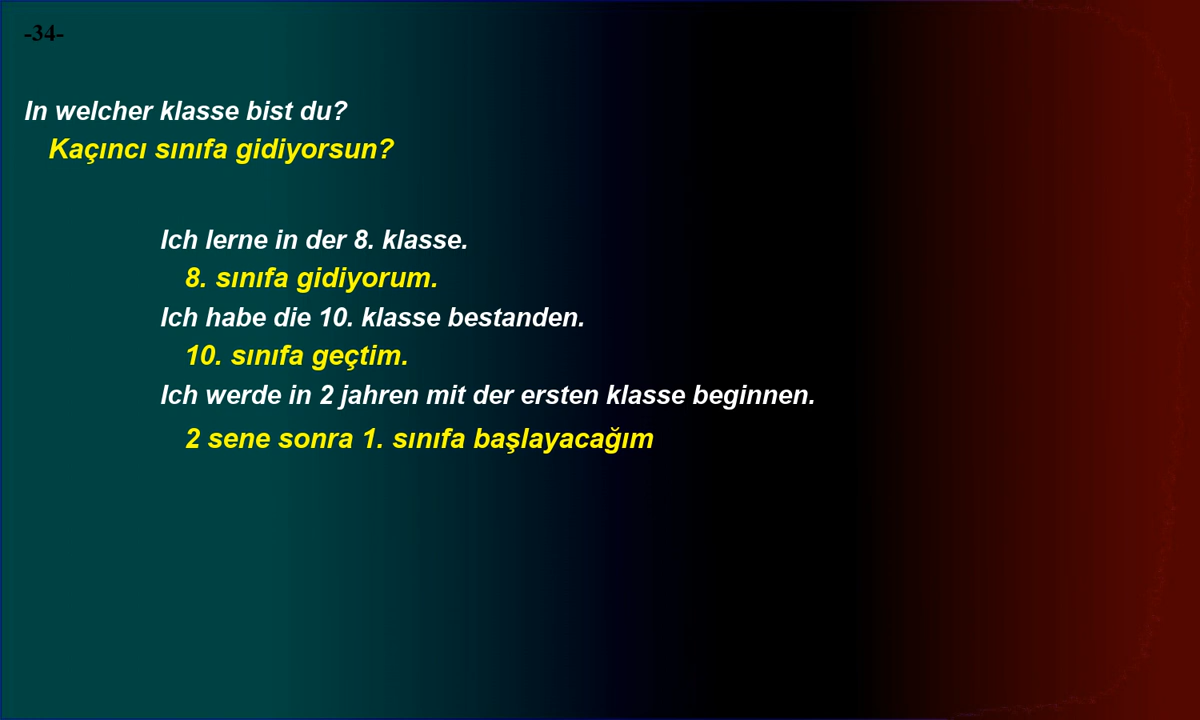 -34-
In welcher klasse bist du?
Kaçıncı sınıfa gidiyorsun?
Ich lerne in der 8. klasse.
8. sınıfa gidiyorum.
Ich habe die 10. klasse bestanden.
10. sınıfa geçtim.
Ich werde in 2 jahren mit der ersten klasse beginnen.
2 sene sonra 1. sınıfa başlayacağım